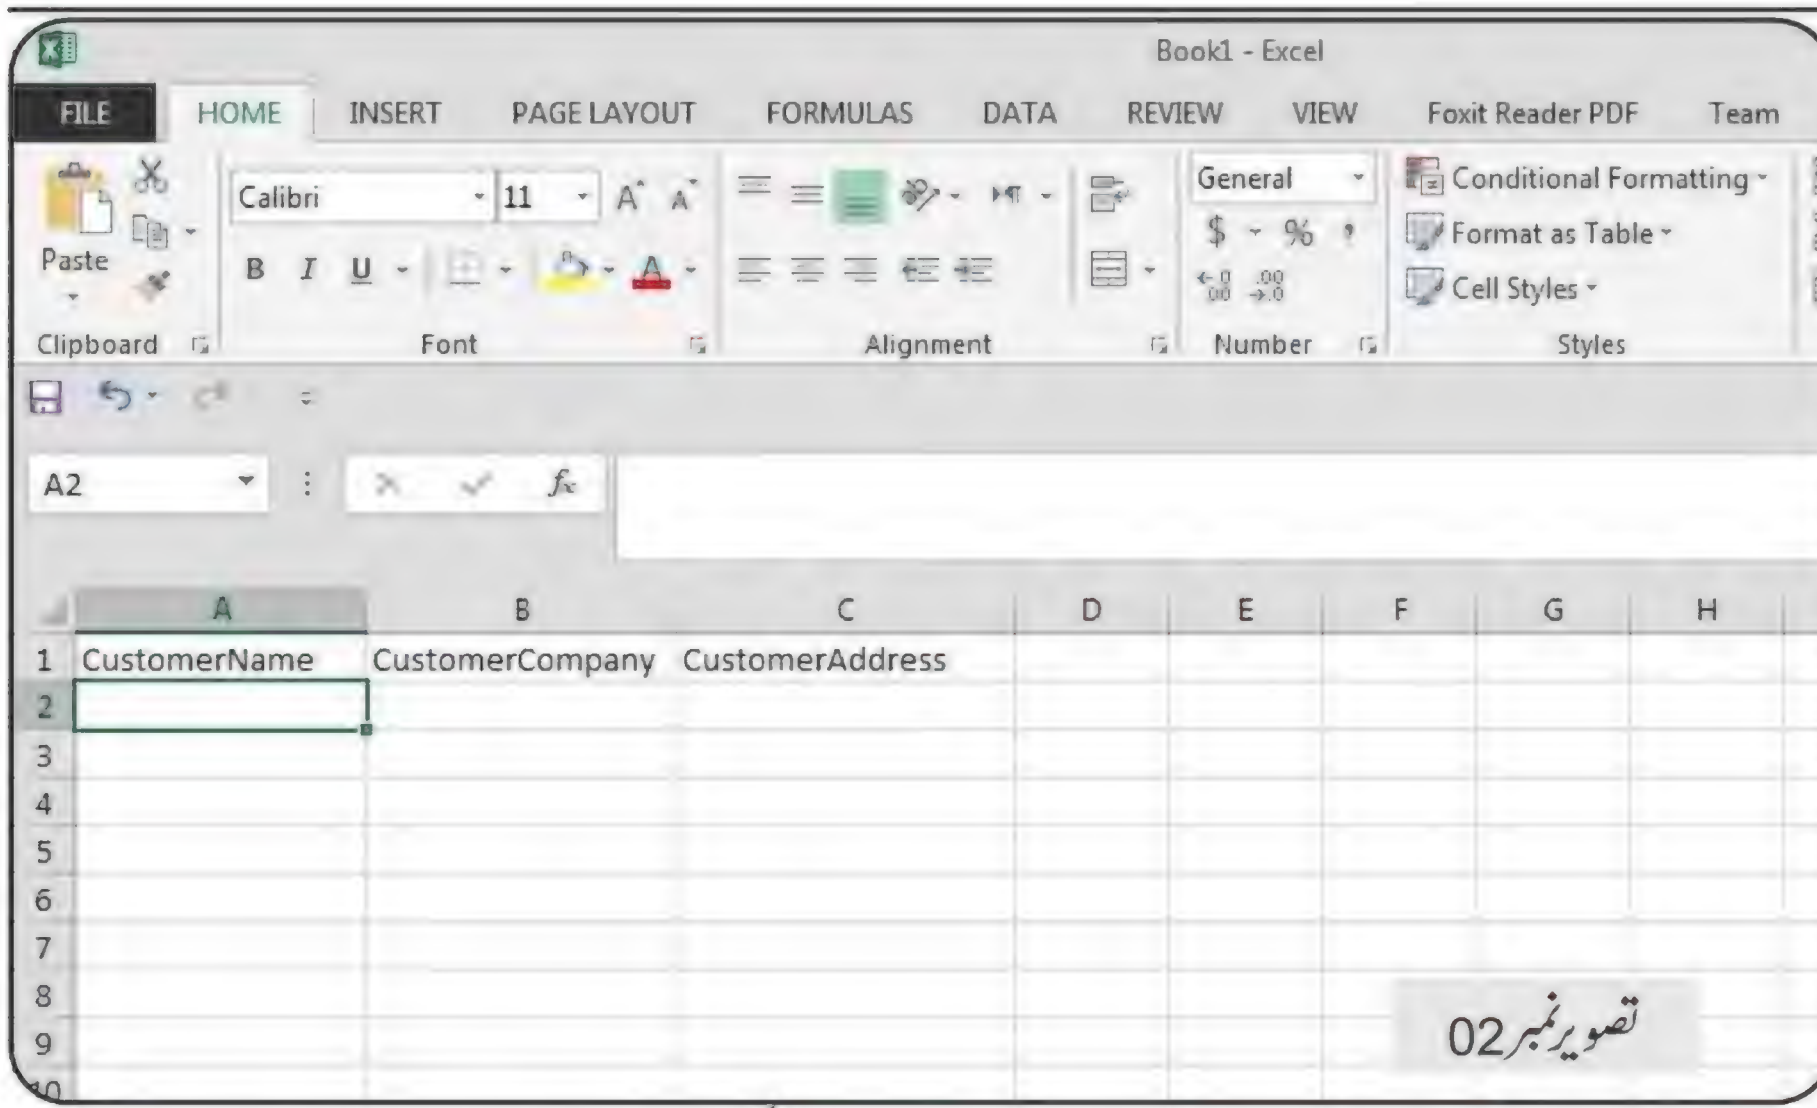 Book1 - Excel
FILE HOME INSERT PAGE LAYOUT FORMULAS DATA REVIEW VIEW Foxit Reader PDF Team
Calibri 11 General Conditional Formatting
Paste B I U $ % , Format as Table
Cell Styles
Clipboard Font Alignment Number Styles
A2 fx
A B C D E F G H
1 CustomerName CustomerCompany CustomerAddress
2
3
4
5
6
7
8
9
10
تصویر نمبر 02